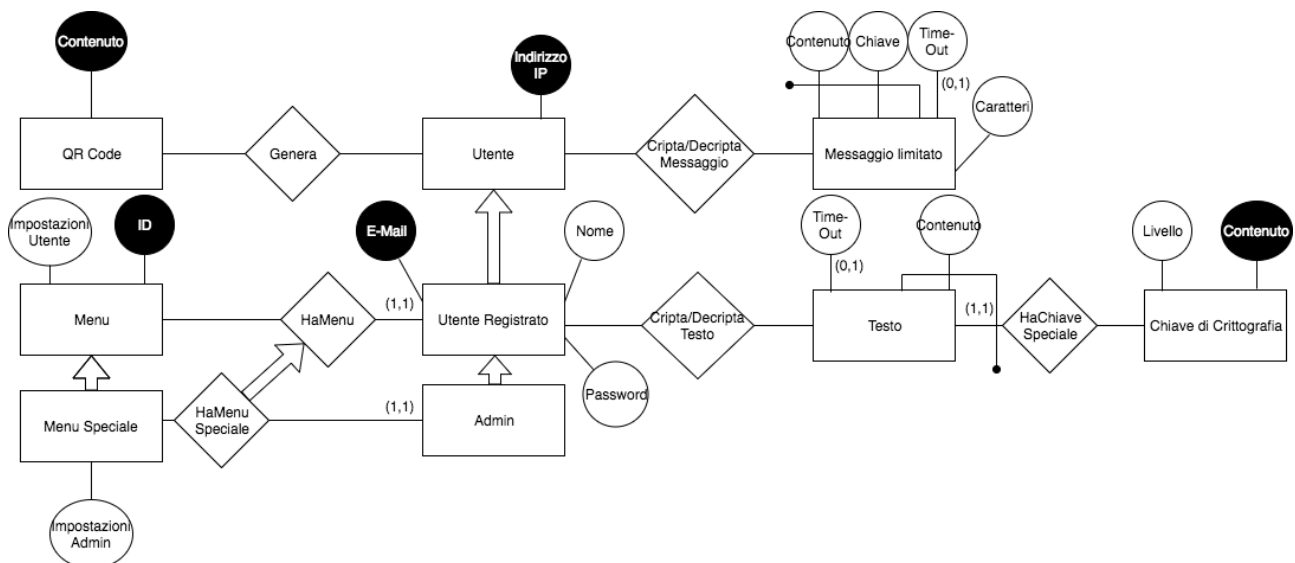 Contenuto
Indirizzo
IP
Contenuto
Chiave
Time-
Out
(0,1)
Caratteri
QR Code
Genera
Utente
Cripta/Decripta
Messaggio
Messaggio limitato
Impostazioni
Utente
ID
E-Mail
Nome
Time-
Out
(0,1)
Contenuto
Livello
Contenuto
Menu
HaMenu
(1,1)
Utente Registrato
Cripta/Decripta
Testo
Testo
(1,1)
HaChiave
Speciale
Chiave di Crittografia
Password
Menu Speciale
HaMenu
Speciale
(1,1)
Admin
Impostazioni
Admin